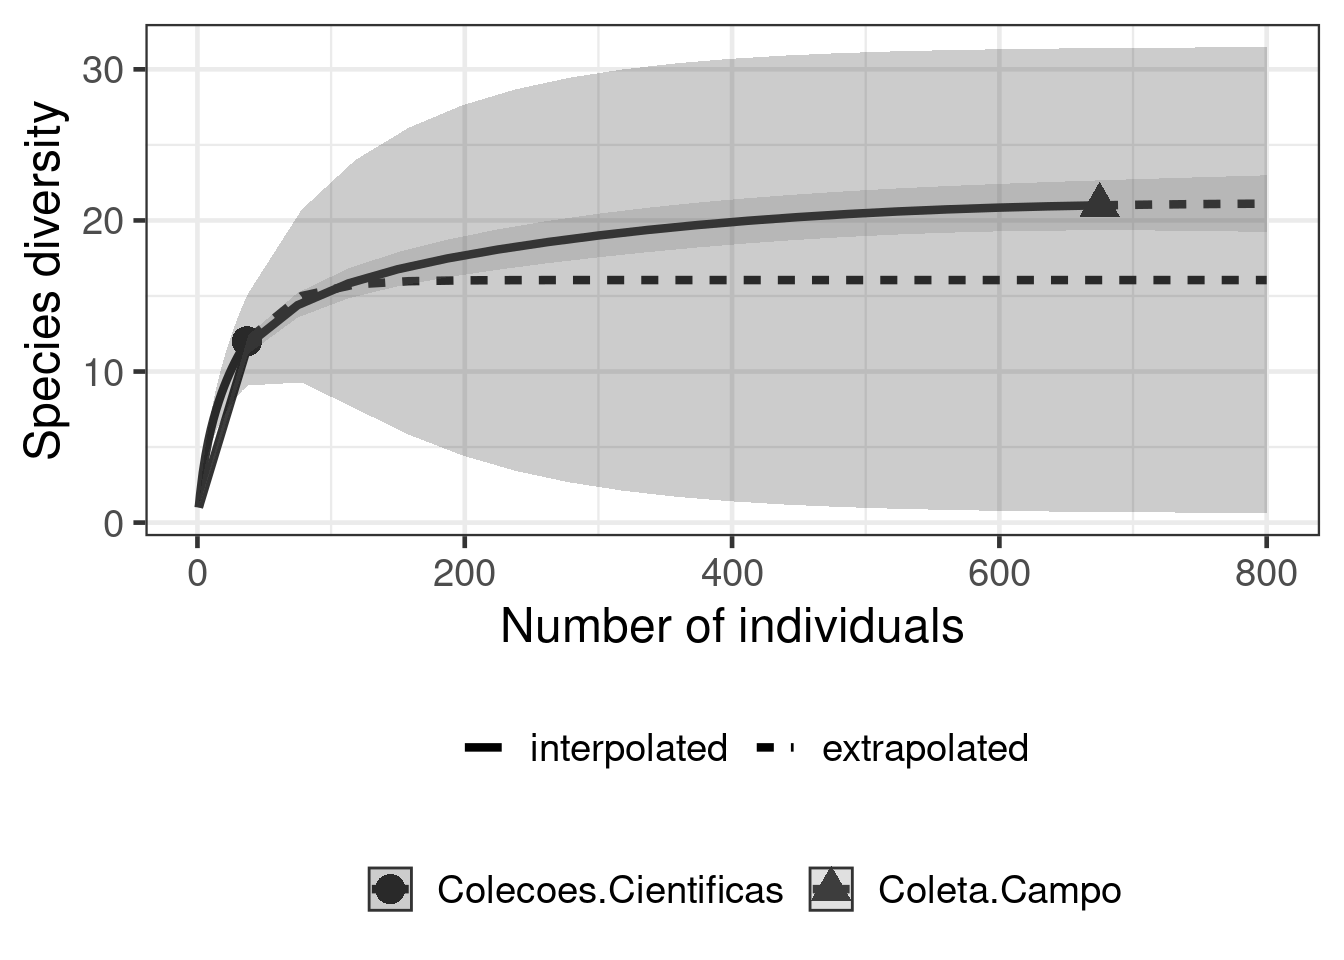 Species diversity
30
20
10
0
0 200 400 600 800
Number of individuals
interpolated extrapolated
Colecoes.Cientificas Coleta.Campo